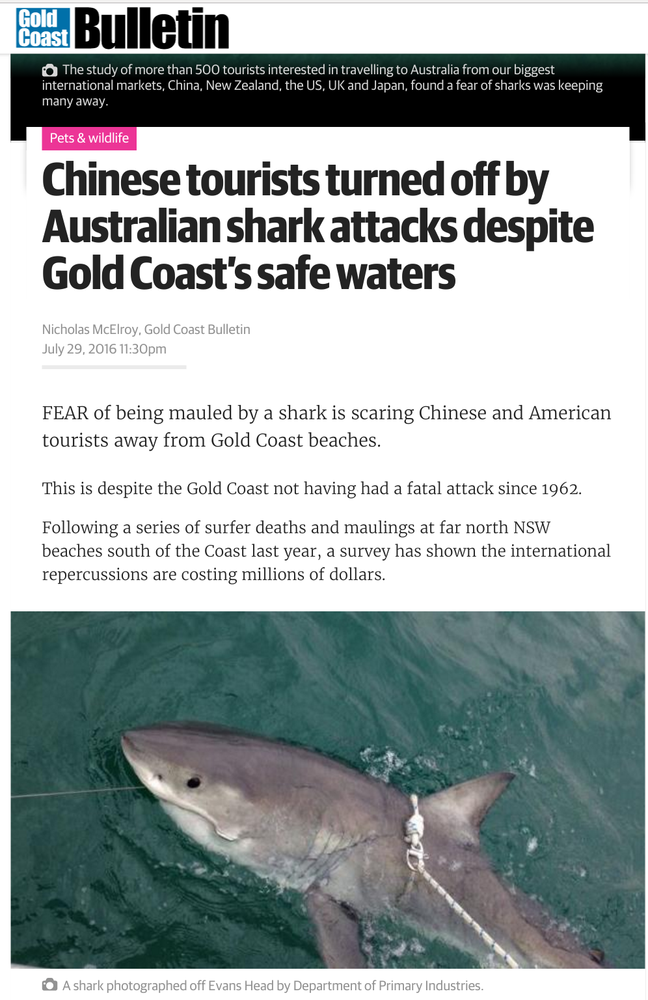 Gold
Coast
Bulletin
The study of more than 500 tourists interested in travelling to Australia from our biggest
international markets, China, New Zealand, the US, UK and Japan, found a fear of sharks was keeping
many away.
Pets & wildlife
Chinese tourists turned off by
Australian shark attacks despite
Gold Coast's safe waters
Nicholas McElroy, Gold Coast Bulletin
July 29, 2016 11:30pm
FEAR of being mauled by a shark is scaring Chinese and American
tourists away from Gold Coast beaches.
This is despite the Gold Coast not having had a fatal attack since 1962.
Following a series of surfer deaths and maulings at far north NSW
beaches south of the Coast last year, a survey has shown the international
repercussions are costing millions of dollars.
A shark photographed off Evans Head by Department of Primary Industries.